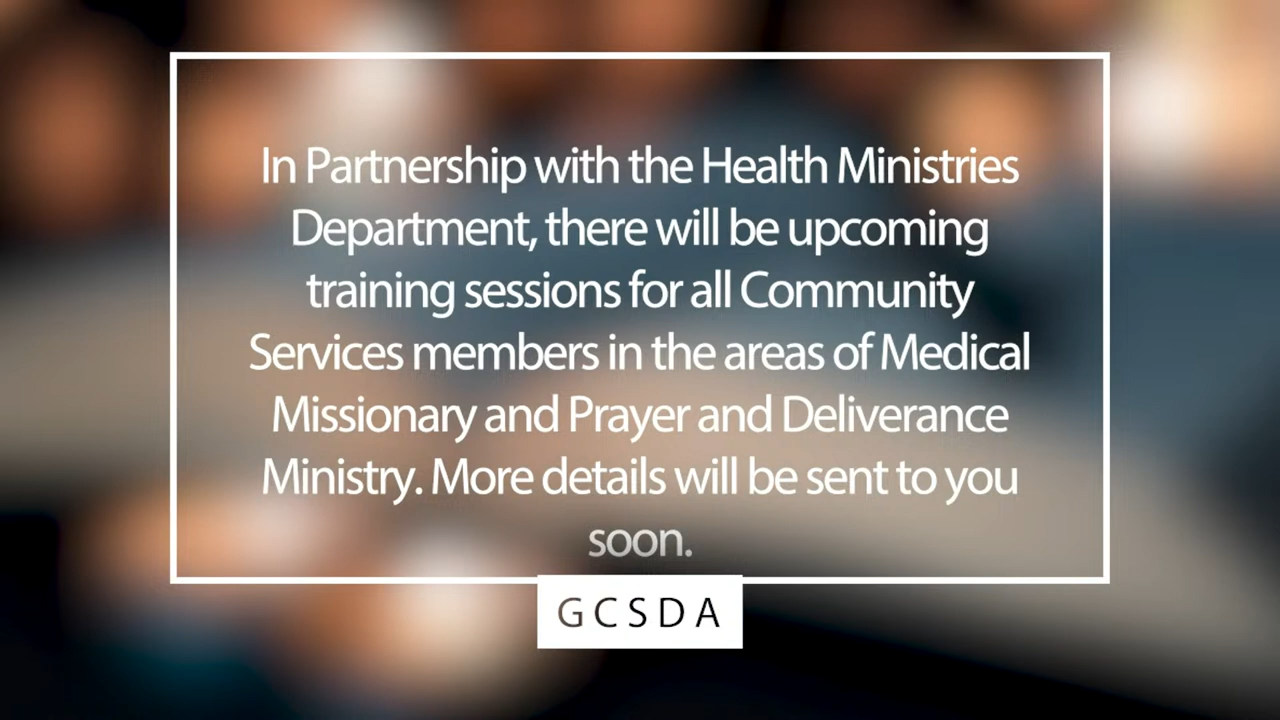 In Partnership with the Health Ministries
Department, there will be upcoming
training sessions for all Community
Services members in the areas of Medical
Missionary and Prayer and Deliverance
Ministry. More details will be sent to you
soon.
GCSDA